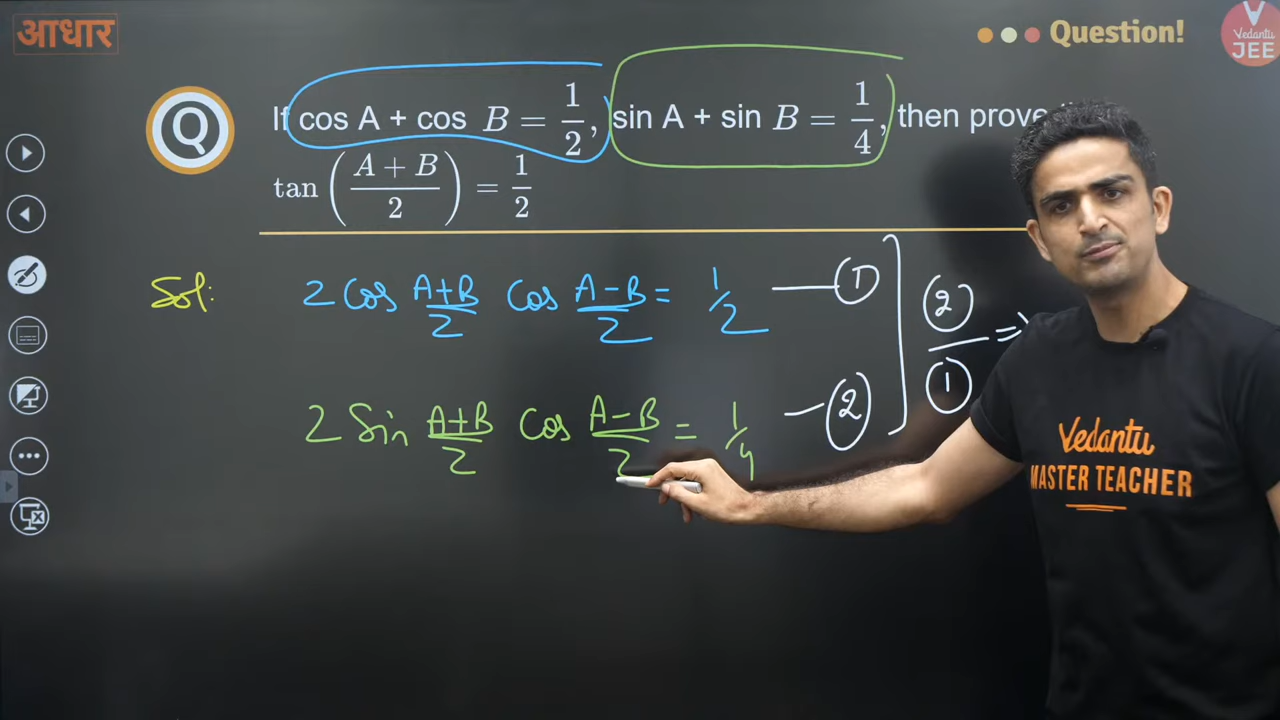 आधार
Question!
Vedantu
JEE
Q
If cos A + cos B = 1/2, sin A + sin B = 1/4, then prove
tan ((A + B)/2) = 1/2
Sol:
2 Cos (A+B)/2 Cos (A-B)/2 = 1/2 — ①
2 Sin (A+B)/2 Cos (A-B)/2 = 1/4 — ②
②/① ⇒
Vedantu
MASTER TEACHER